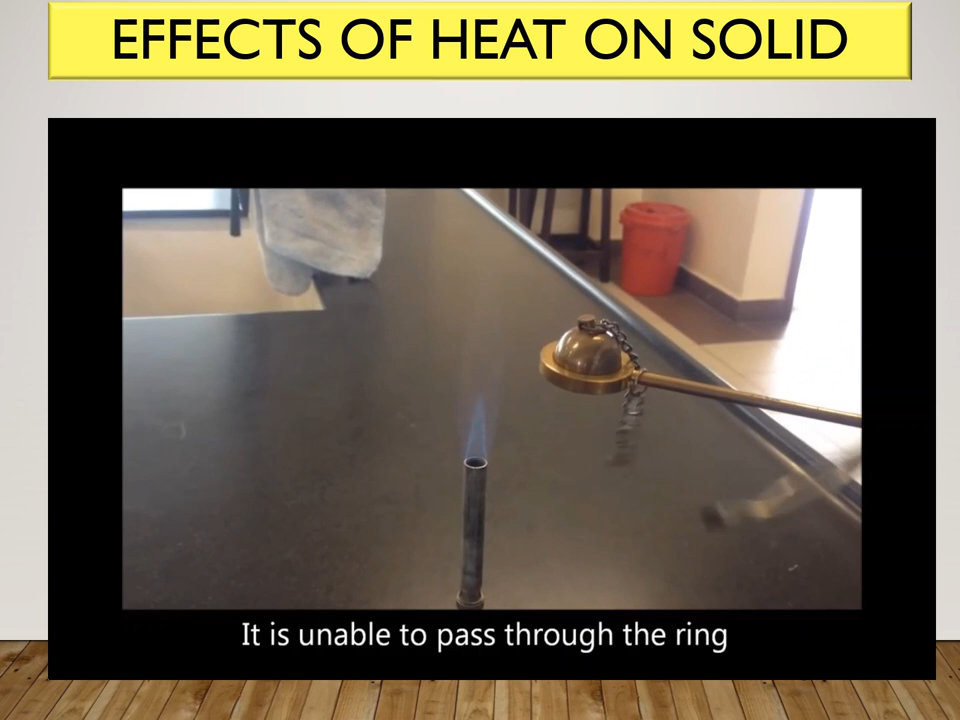 EFFECTS OF HEAT ON SOLID
It is unable to pass through the ring